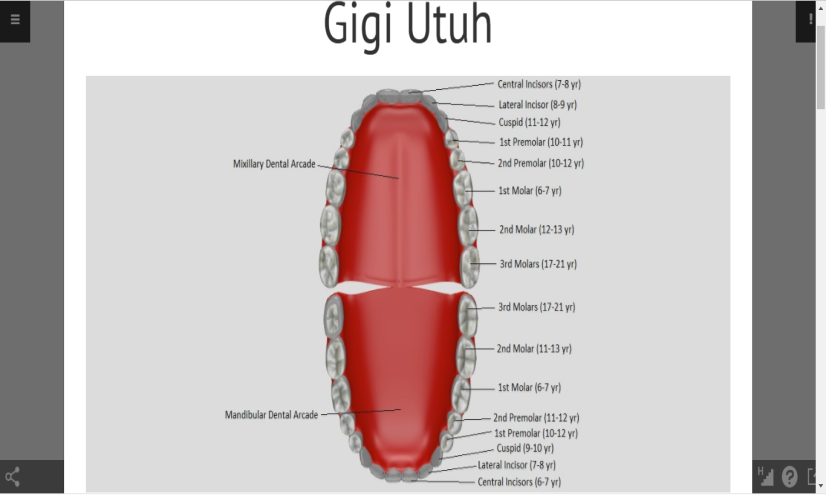 Gigi Utuh
Central Incisors (7-8 yr)
Lateral Incisor (8-9 yr)
Cuspid (11-12 yr)
1st Premolar (10-11 yr)
2nd Premolar (10-12 yr)
Mixillary Dental Arcade
1st Molar (6-7 yr)
2nd Molar (12-13 yr)
3rd Molars (17-21 yr)
3rd Molars (17-21 yr)
2nd Molar (11-13 yr)
1st Molar (6-7 yr)
Mandibular Dental Arcade
2nd Premolar (11-12 yr)
1st Premolar (10-12 yr)
Cuspid (9-10 yr)
Lateral Incisor (7-8 yr)
Central Incisors (6-7 yr)
H